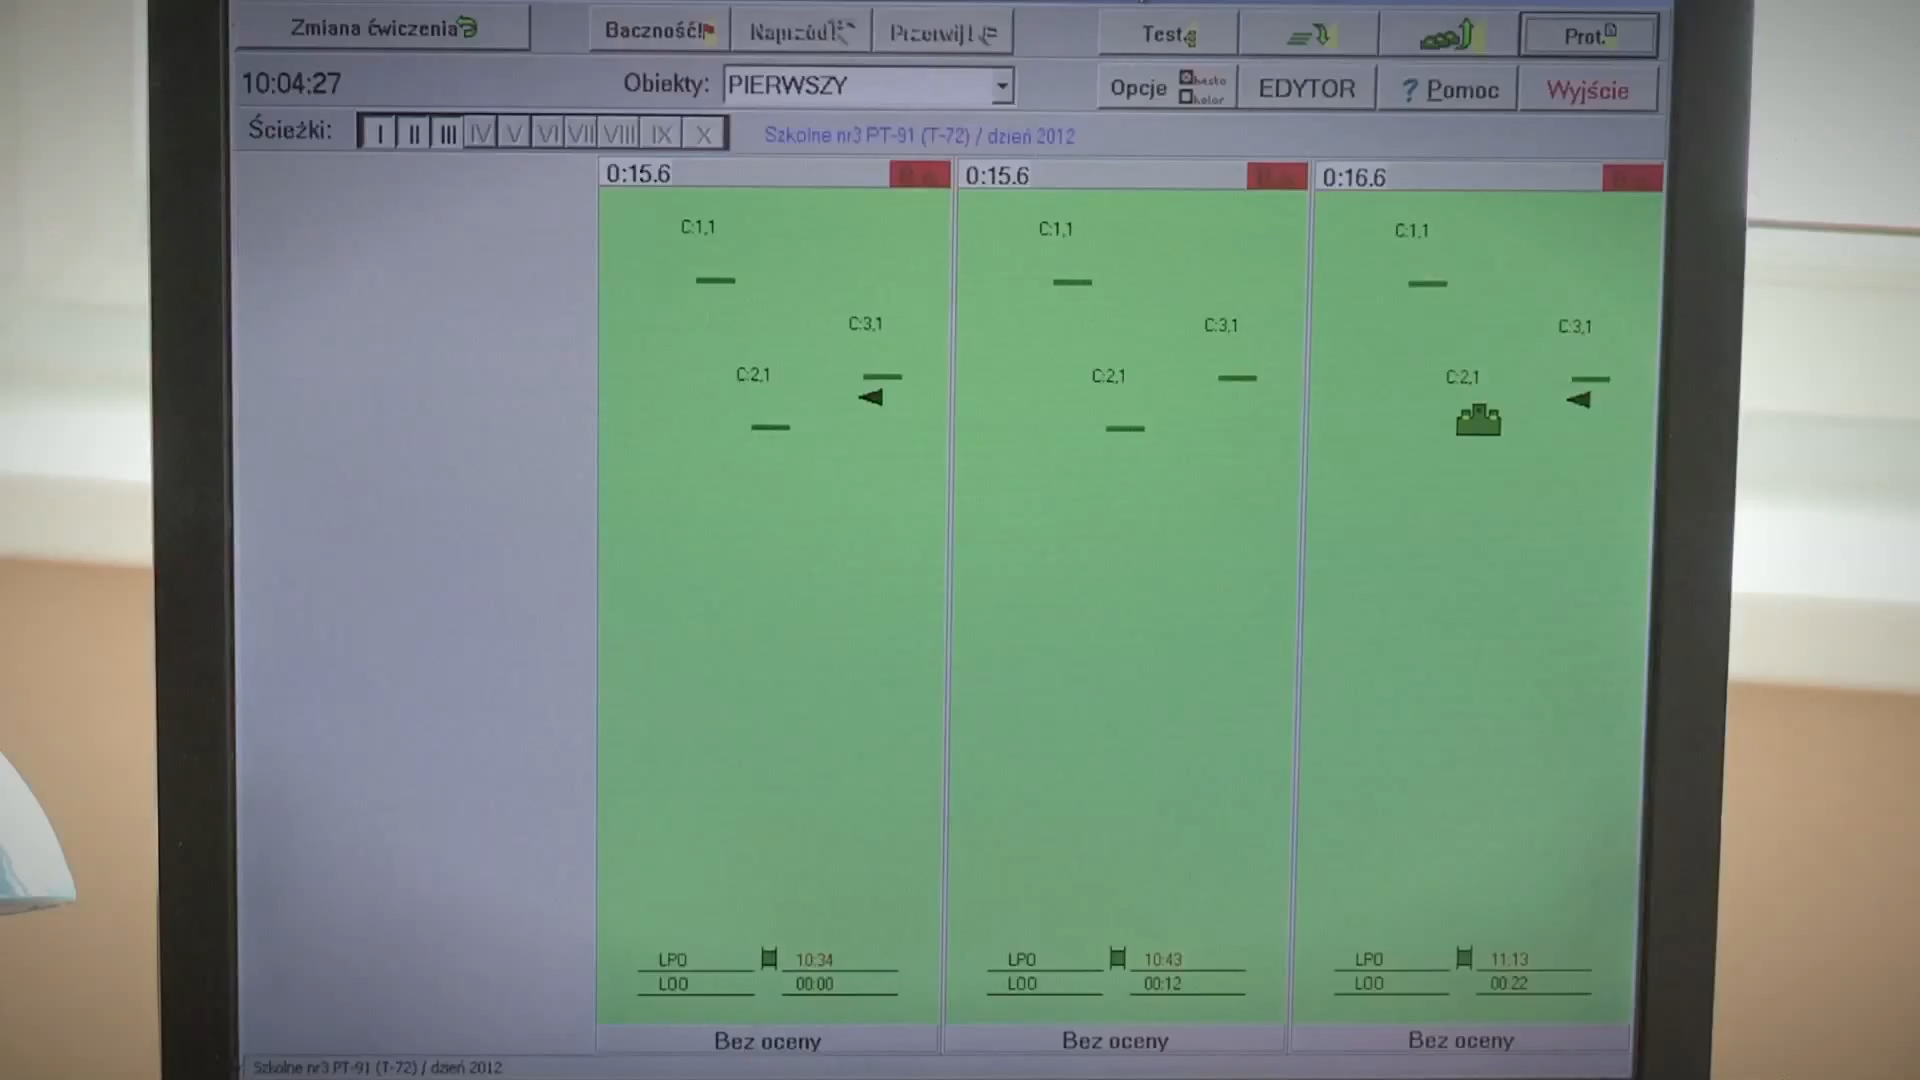 Zmiana ćwiczenia Baczność! Naprzód! Przerwij! Test Prot.
10:04:27 Obiekty: PIERWSZY Opcje hasło kolor EDYTOR ? Pomoc Wyjście
Ścieżki: I II III IV V VI VII VIII IX X Szkolne nr3 PT-91 (T-72) / dzień 2012
0:15.6 0:15.6 0:16.6
C:1,1 C:1,1 C:1,1
C:3,1 C:3,1 C:3,1
C:2,1 C:2,1 C:2,1
LPO 10:34 LPO 10:43 LPO 11:13
LOO 00:00 LOO 00:12 LOO 00:22
Bez oceny Bez oceny Bez oceny
Szkolne nr3 PT-91 (T-72) / dzień 2012